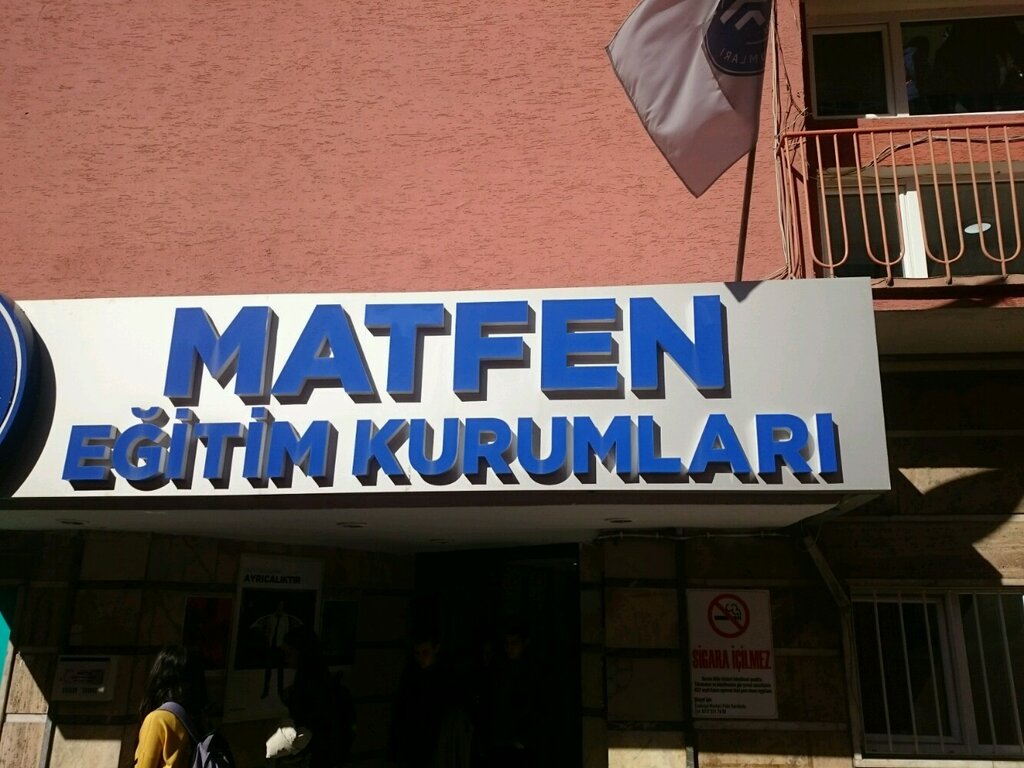 MATFEN
EĞİTİM KURUMLARI
AYRICALIKTIR
SİGARA İÇİLMEZ